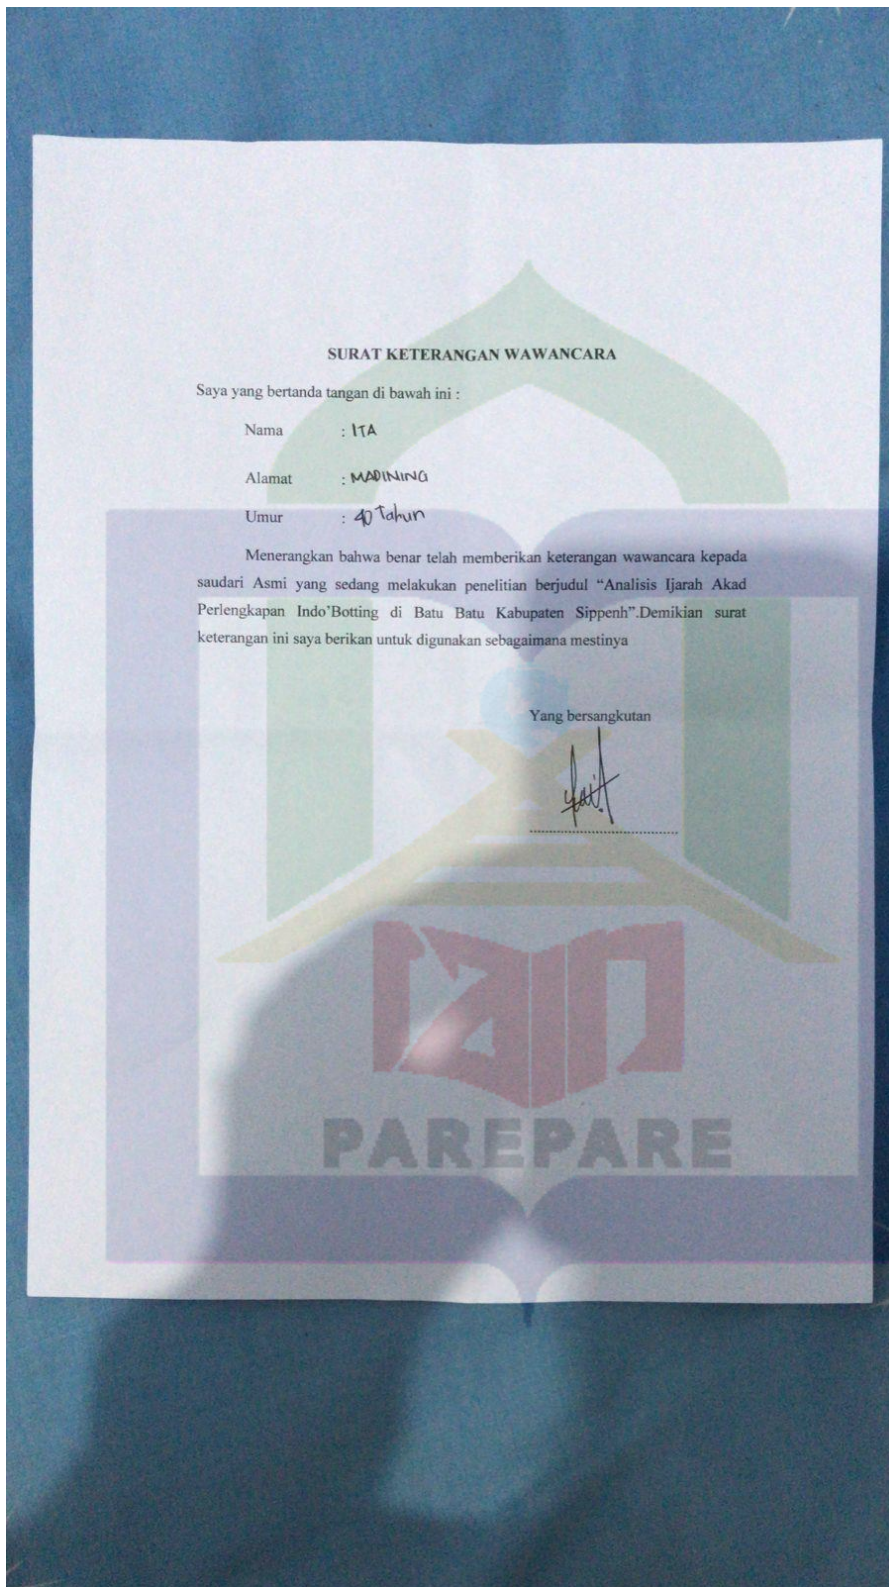 SURAT KETERANGAN WAWANCARA
Saya yang bertanda tangan di bawah ini :
Nama : ITA
Alamat : MADINING
Umur : 40 Tahun
Menerangkan bahwa benar telah memberikan keterangan wawancara kepada
saudari Asmi yang sedang melakukan penelitian berjudul “Analisis Ijarah Akad
Perlengkapan Indo’Botting di Batu Batu Kabupaten Sippenh”.Demikian surat
keterangan ini saya berikan untuk digunakan sebagaimana mestinya
Yang bersangkutan
iain
PAREPARE